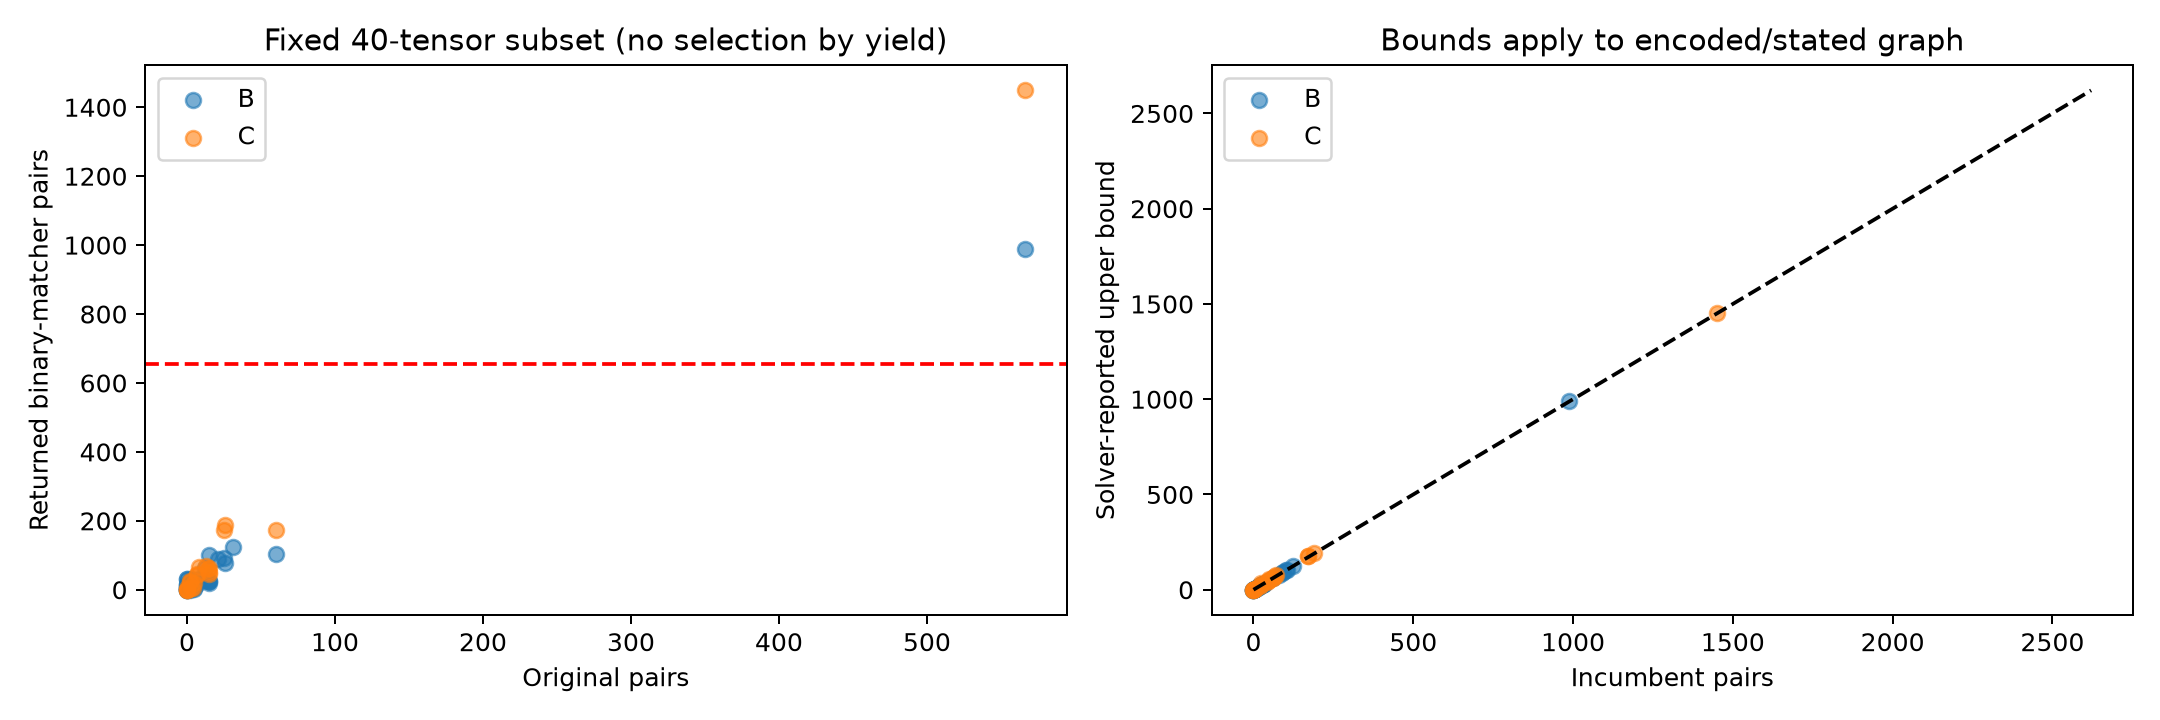 Fixed 40-tensor subset (no selection by yield)
B
C
Returned binary-matcher pairs
1400
1200
1000
800
600
400
200
0
0 100 200 300 400 500
Original pairs
Bounds apply to encoded/stated graph
B
C
Solver-reported upper bound
2500
2000
1500
1000
500
0
0 500 1000 1500 2000 2500
Incumbent pairs